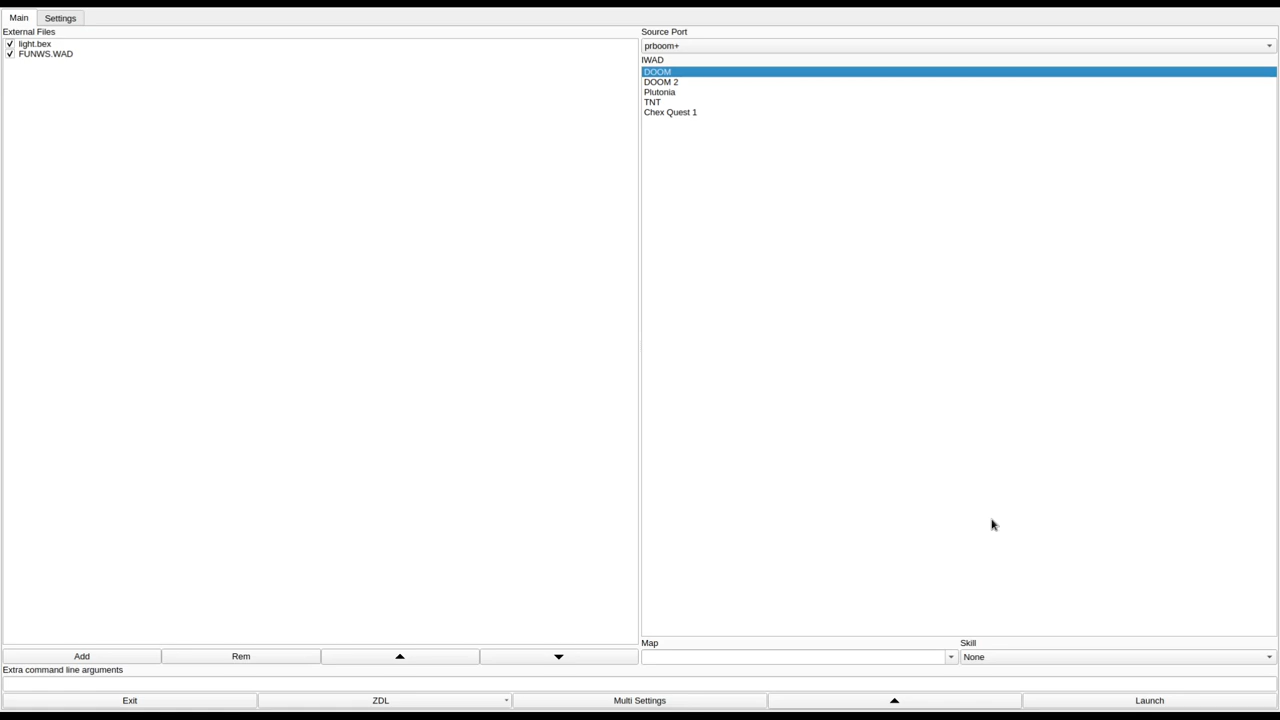 Main
Settings
External Files
light.bex
FUNWS.WAD
Source Port
prboom+
IWAD
DOOM
DOOM 2
Plutonia
TNT
Chex Quest 1
Add
Rem
Map
Skill
None
Extra command line arguments
Exit
ZDL
Multi Settings
Launch